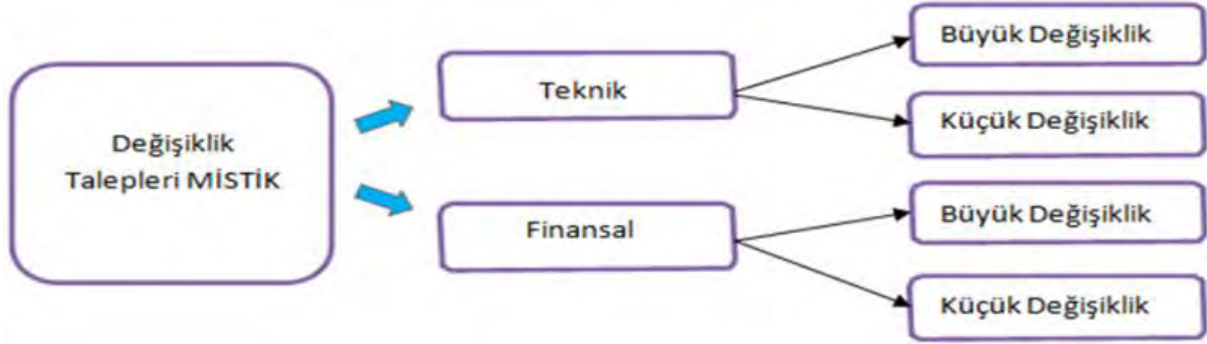 Değişiklik
Talepleri MİSTİK
Teknik
Büyük Değişiklik
Küçük Değişiklik
Finansal
Büyük Değişiklik
Küçük Değişiklik